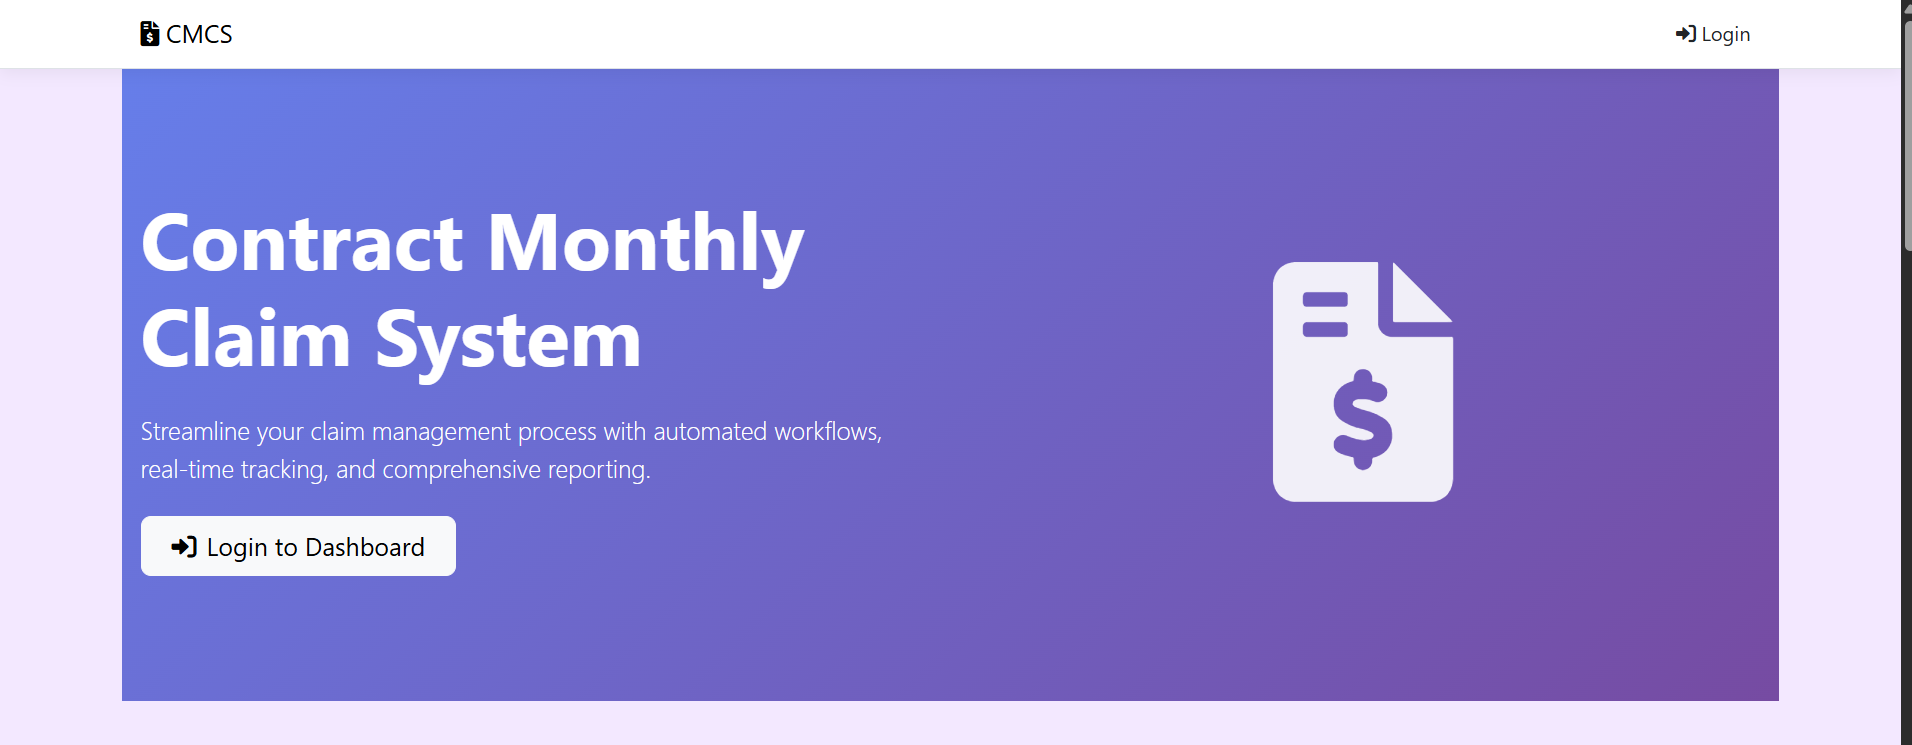 CMCS
Login
Contract Monthly
Claim System
Streamline your claim management process with automated workflows,
real-time tracking, and comprehensive reporting.
Login to Dashboard